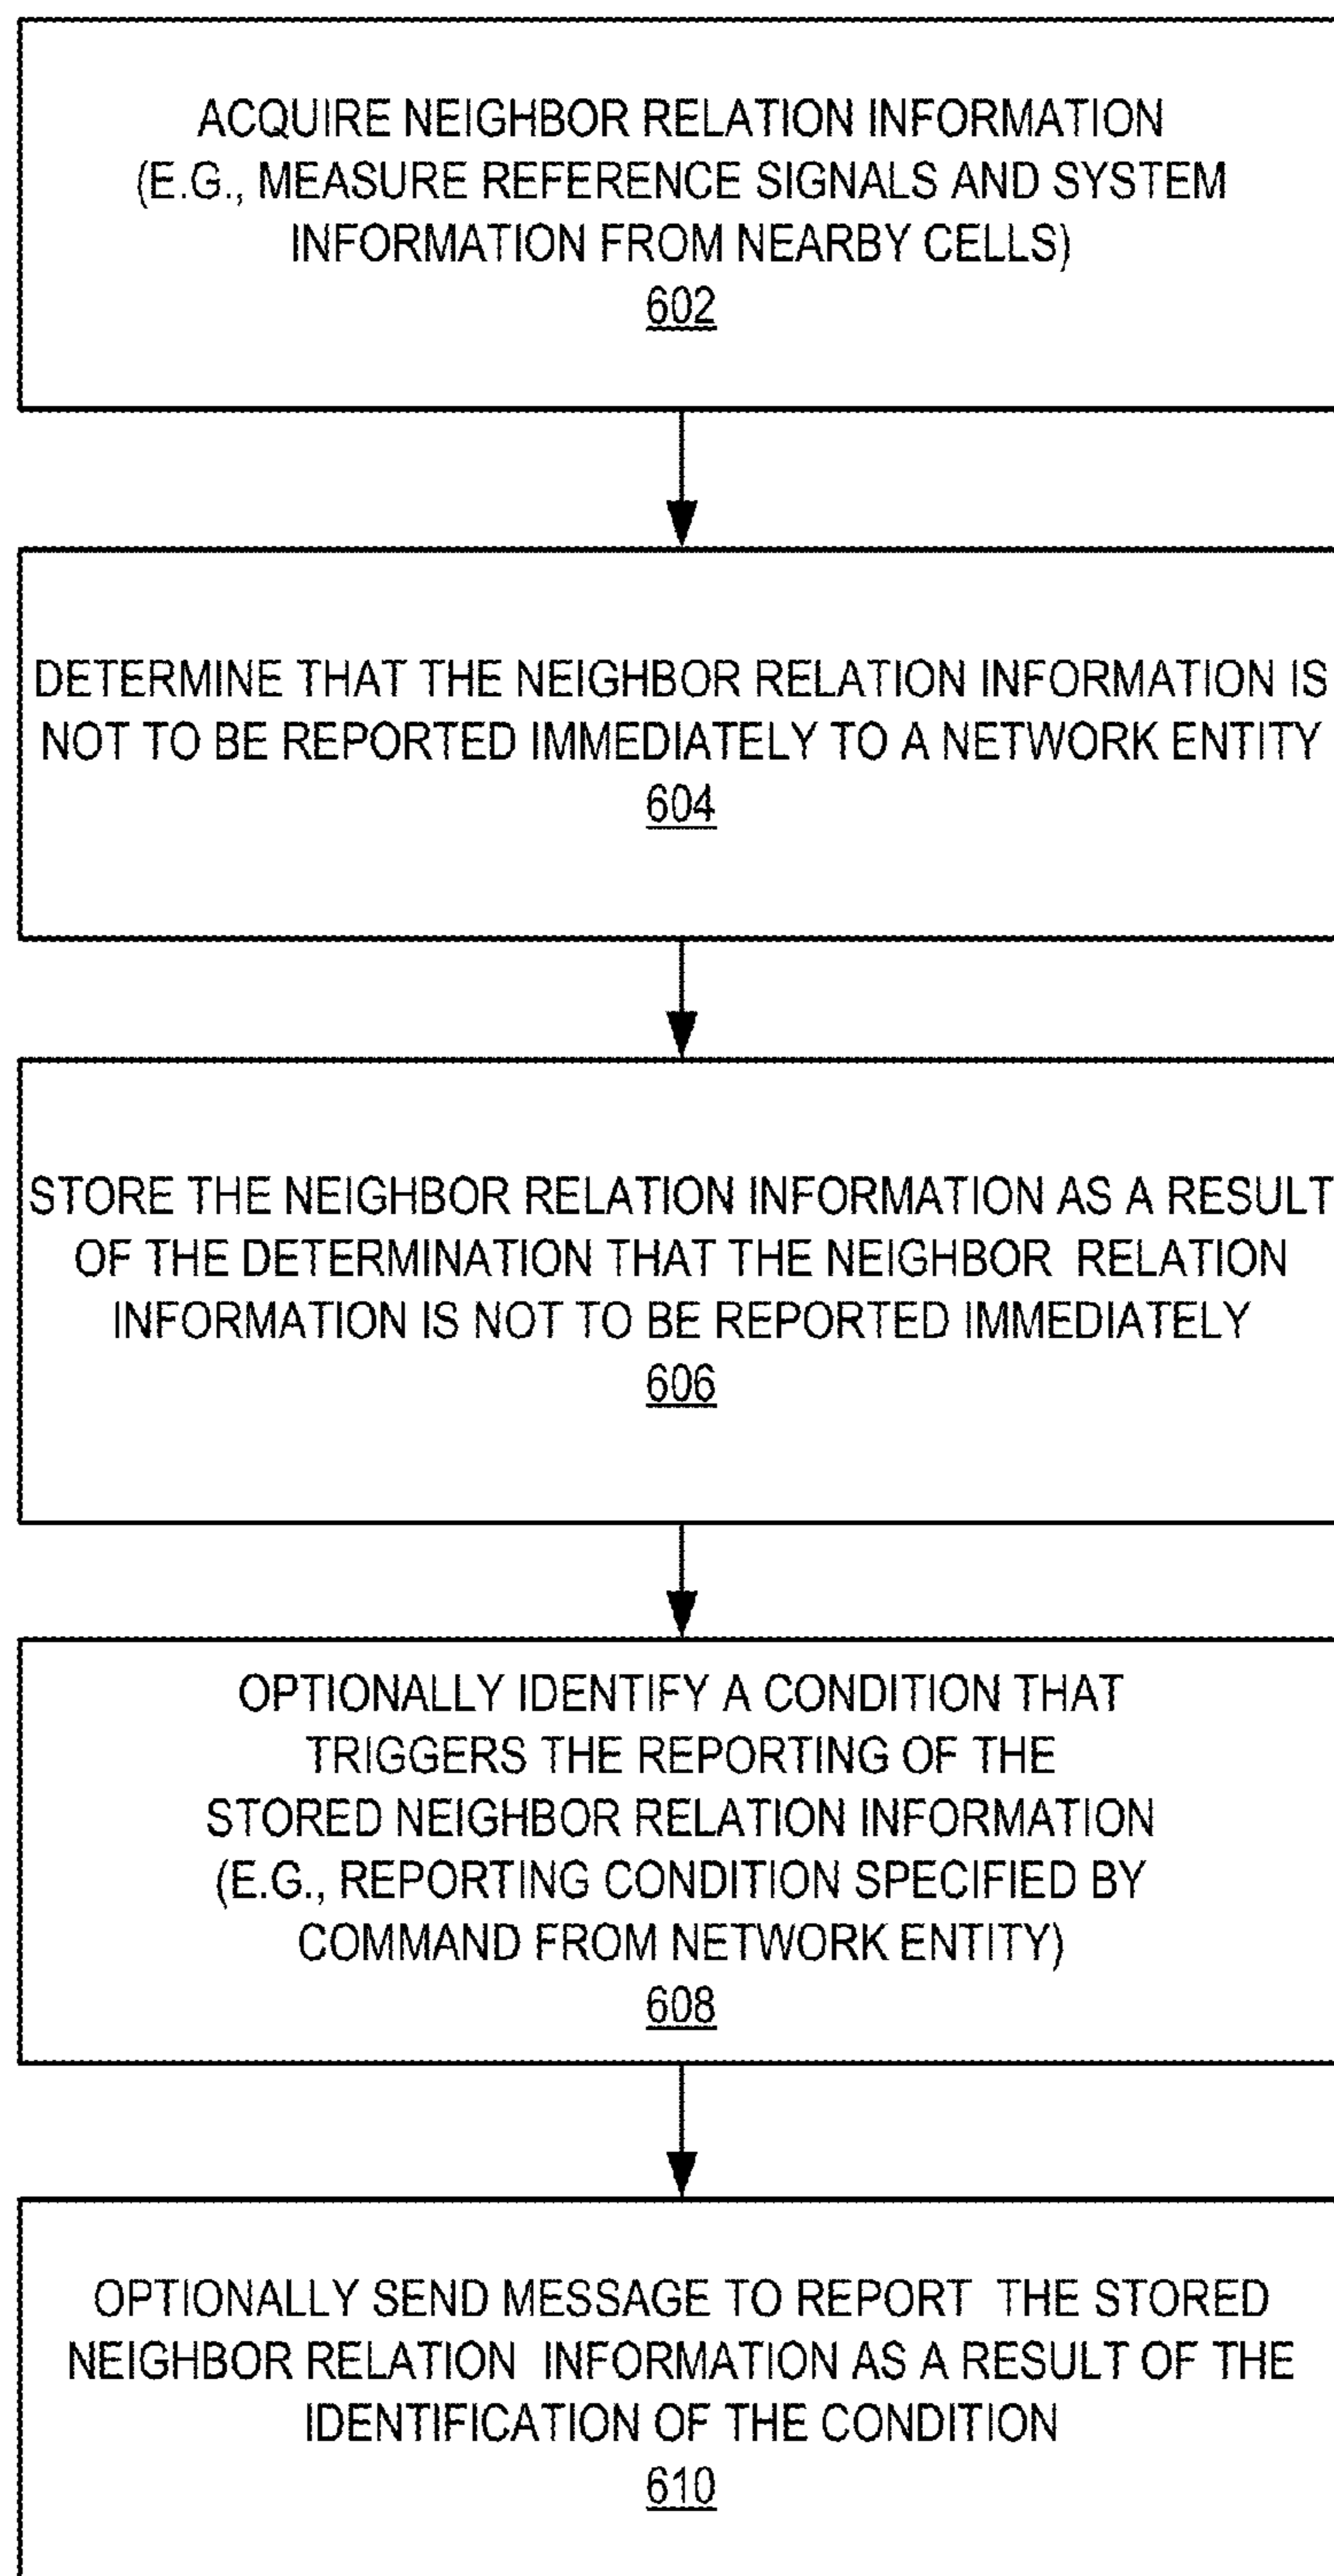 ACQUIRE NEIGHBOR RELATION INFORMATION
(E.G., MEASURE REFERENCE SIGNALS AND SYSTEM
INFORMATION FROM NEARBY CELLS)
602
DETERMINE THAT THE NEIGHBOR RELATION INFORMATION IS
NOT TO BE REPORTED IMMEDIATELY TO A NETWORK ENTITY
604
STORE THE NEIGHBOR RELATION INFORMATION AS A RESULT
OF THE DETERMINATION THAT THE NEIGHBOR RELATION
INFORMATION IS NOT TO BE REPORTED IMMEDIATELY
606
OPTIONALLY IDENTIFY A CONDITION THAT
TRIGGERS THE REPORTING OF THE
STORED NEIGHBOR RELATION INFORMATION
(E.G., REPORTING CONDITION SPECIFIED BY
COMMAND FROM NETWORK ENTITY)
608
OPTIONALLY SEND MESSAGE TO REPORT THE STORED
NEIGHBOR RELATION INFORMATION AS A RESULT OF THE
IDENTIFICATION OF THE CONDITION
610